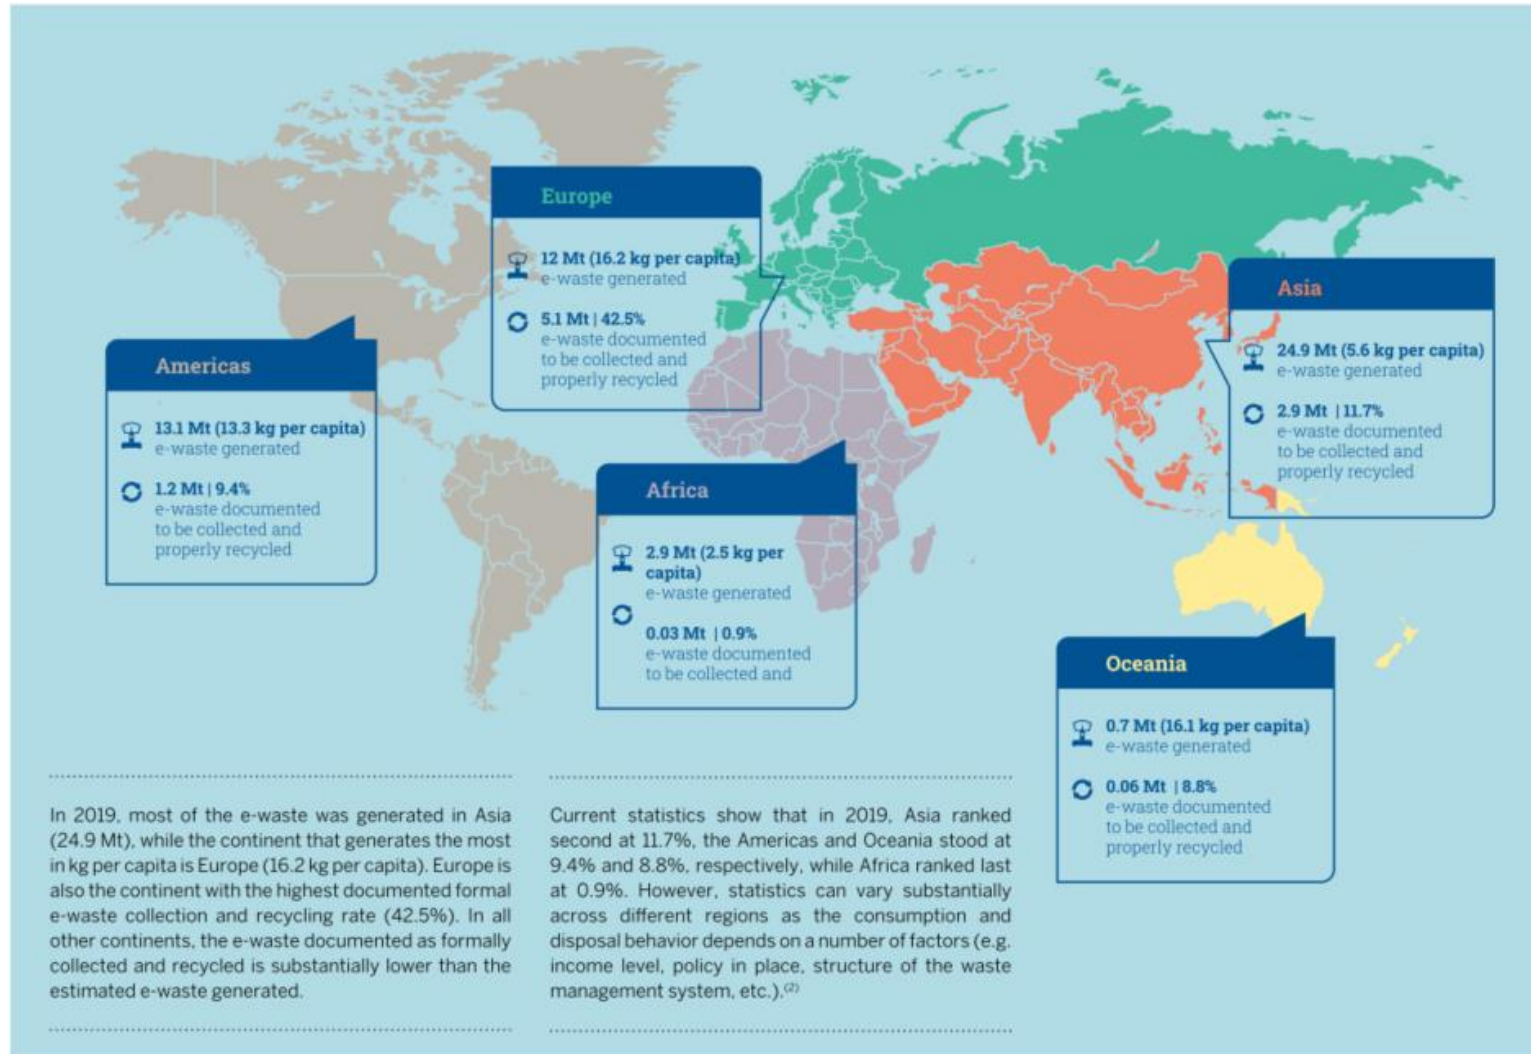 Europe
12 Mt (16.2 kg per capita)
e-waste generated
5.1 Mt | 42.5%
e-waste documented
to be collected and
properly recycled
Asia
24.9 Mt (5.6 kg per capita)
e-waste generated
2.9 Mt | 11.7%
e-waste documented
to be collected and
properly recycled
Americas
13.1 Mt (13.3 kg per capita)
e-waste generated
1.2 Mt | 9.4%
e-waste documented
to be collected and
properly recycled
Africa
2.9 Mt (2.5 kg per
capita)
e-waste generated
0.03 Mt | 0.9%
e-waste documented
to be collected and
Oceania
0.7 Mt (16.1 kg per capita)
e-waste generated
0.06 Mt | 8.8%
e-waste documented
to be collected and
properly recycled
In 2019, most of the e-waste was generated in Asia
(24.9 Mt), while the continent that generates the most
in kg per capita is Europe (16.2 kg per capita). Europe is
also the continent with the highest documented formal
e-waste collection and recycling rate (42.5%). In all
other continents, the e-waste documented as formally
collected and recycled is substantially lower than the
estimated e-waste generated.
Current statistics show that in 2019, Asia ranked
second at 11.7%, the Americas and Oceania stood at
9.4% and 8.8%, respectively, while Africa ranked last
at 0.9%. However, statistics can vary substantially
across different regions as the consumption and
disposal behavior depends on a number of factors (e.g.
income level, policy in place, structure of the waste
management system, etc.).(2)